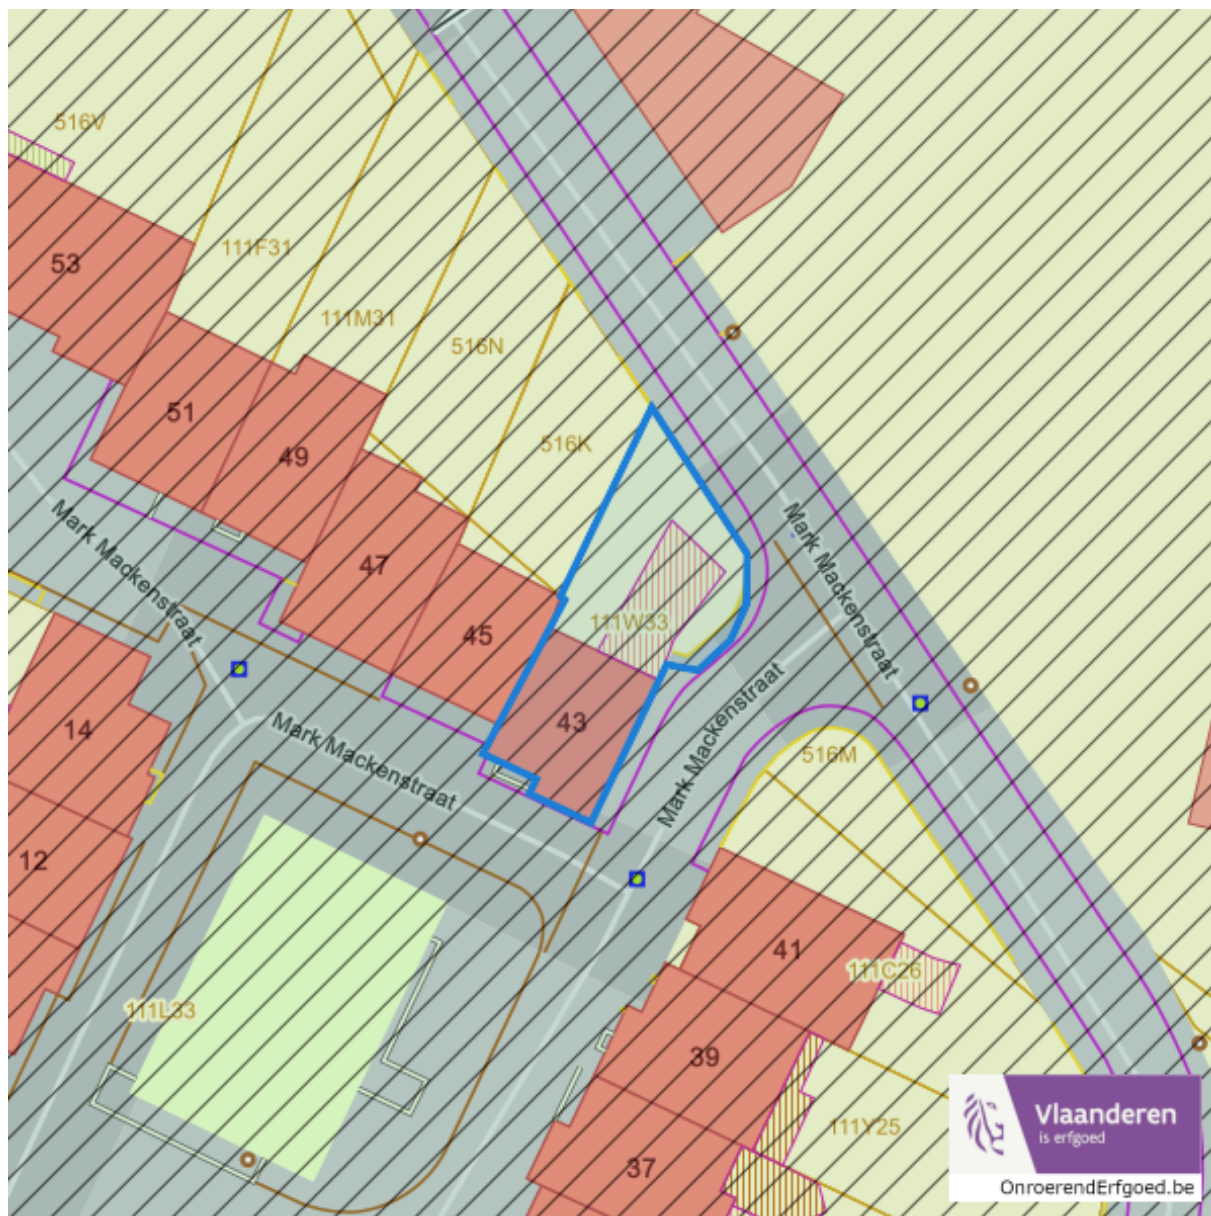 516V
53
111F31
111M31
516N
51
49
516K
Mark Mackenstraat
Mark Mackenstraat
47
45
111W33
14
43
Mark Mackenstraat
Mark Mackenstraat
516M
12
41
111C26
111L33
39
111Y25
37
Vlaanderen
is erfgoed
OnroerendErfgoed.be